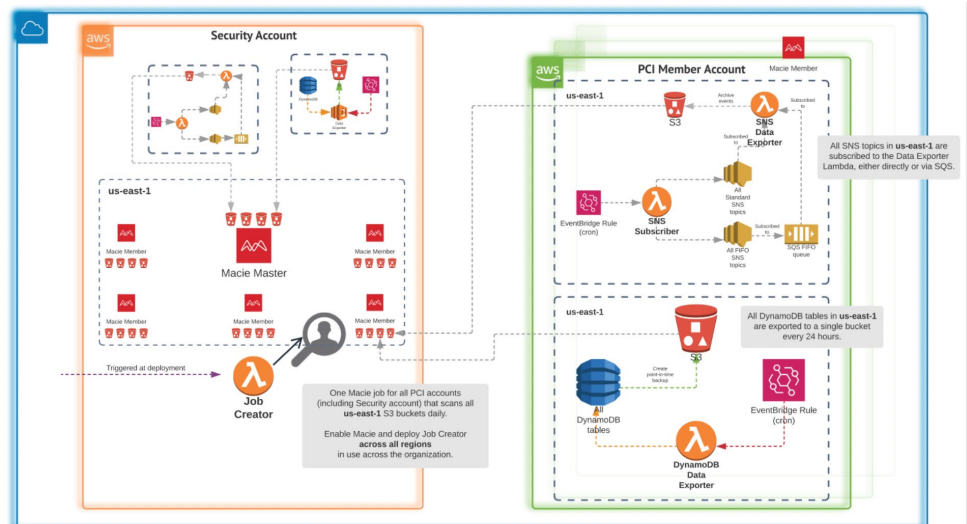 aws
Security Account
DynamoDB
Data
Exporter
us-east-1
Macie Member
Macie Member
Macie Master
Macie Member
Macie Member
Macie Member
Triggered at deployment
Job
Creator
One Macie job for all PCI accounts
(including Security account) that scans all
us-east-1 S3 buckets daily.
Enable Macie and deploy Job Creator
across all regions
in use across the organization.
aws
PCI Member Account
Macie Member
us-east-1
S3
Archive
events
SNS
Data
Exporter
Subscribed
to
Subscribed
to
All
Standard
SNS
topics
EventBridge Rule
(cron)
SNS
Subscriber
All FIFO
SNS
topics
Subscribed
to
SQS FIFO
queue
All SNS topics in us-east-1 are
subscribed to the Data Exporter
Lambda, either directly or via SQS.
us-east-1
S3
Create
point-in-time
backup
All
DynamoDB
tables
EventBridge Rule
(cron)
DynamoDB
Data
Exporter
All DynamoDB tables in us-east-1
are exported to a single bucket
every 24 hours.